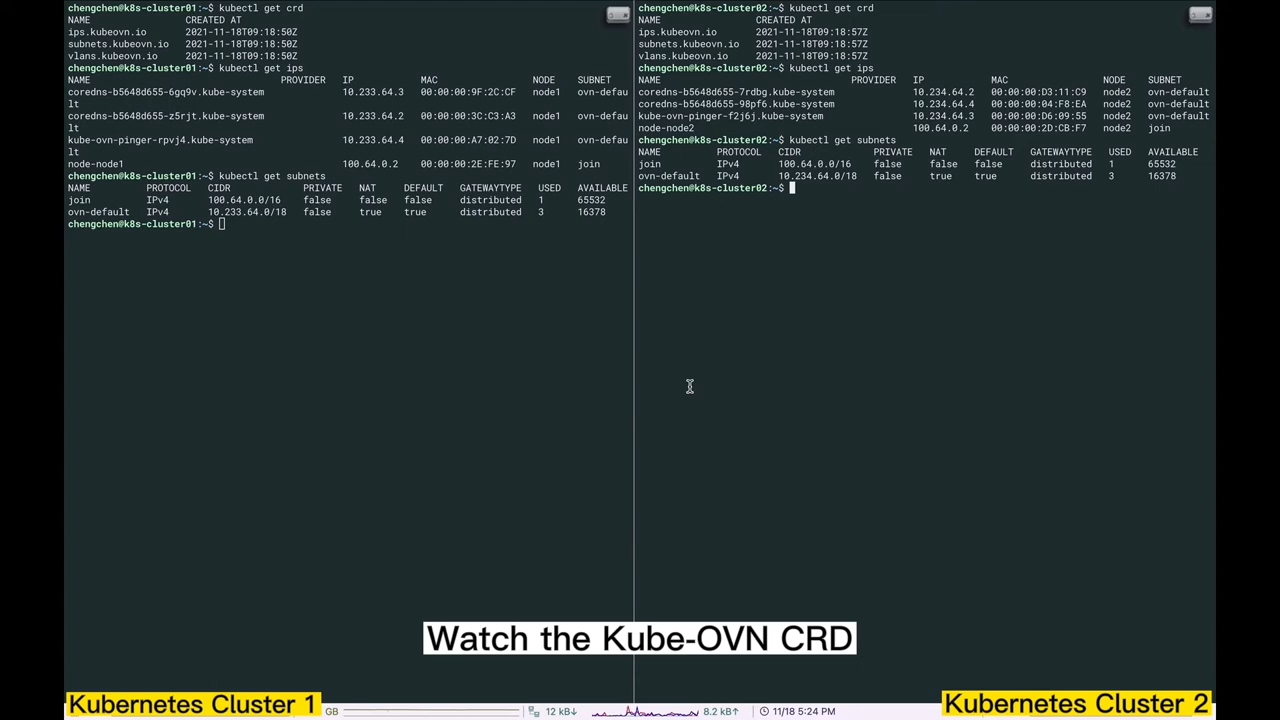 chengchen@k8s-cluster01:~$ kubectl get crd
NAME CREATED AT
ips.kubeovn.io 2021-11-18T09:18:50Z
subnets.kubeovn.io 2021-11-18T09:18:50Z
vlans.kubeovn.io 2021-11-18T09:18:50Z
chengchen@k8s-cluster01:~$ kubectl get ips
NAME PROVIDER IP MAC NODE SUBNET
coredns-b5648d655-6gq9v.kube-system 10.233.64.3 00:00:00:9F:2C:CF node1 ovn-defau
lt
coredns-b5648d655-z5rjt.kube-system 10.233.64.2 00:00:00:3C:C3:A3 node1 ovn-defau
lt
kube-ovn-pinger-rpvj4.kube-system 10.233.64.4 00:00:00:A7:02:7D node1 ovn-defau
lt
node-node1 100.64.0.2 00:00:00:2E:FE:97 node1 join
chengchen@k8s-cluster01:~$ kubectl get subnets
NAME PROTOCOL CIDR PRIVATE NAT DEFAULT GATEWAYTYPE USED AVAILABLE
join IPv4 100.64.0.0/16 false false false distributed 1 65532
ovn-default IPv4 10.233.64.0/18 false true true distributed 3 16378
chengchen@k8s-cluster01:~$
chengchen@k8s-cluster02:~$ kubectl get crd
NAME CREATED AT
ips.kubeovn.io 2021-11-18T09:18:57Z
subnets.kubeovn.io 2021-11-18T09:18:57Z
vlans.kubeovn.io 2021-11-18T09:18:57Z
chengchen@k8s-cluster02:~$ kubectl get ips
NAME PROVIDER IP MAC NODE SUBNET
coredns-b5648d655-7rdbg.kube-system 10.234.64.2 00:00:00:D3:11:C9 node2 ovn-default
coredns-b5648d655-98pf6.kube-system 10.234.64.4 00:00:00:04:F8:EA node2 ovn-default
kube-ovn-pinger-f2j6j.kube-system 10.234.64.3 00:00:00:D6:09:55 node2 ovn-default
node-node2 100.64.0.2 00:00:00:2D:CB:F7 node2 join
chengchen@k8s-cluster02:~$ kubectl get subnets
NAME PROTOCOL CIDR PRIVATE NAT DEFAULT GATEWAYTYPE USED AVAILABLE
join IPv4 100.64.0.0/16 false false false distributed 1 65532
ovn-default IPv4 10.234.64.0/18 false true true distributed 3 16378
chengchen@k8s-cluster02:~$
Watch the Kube-OVN CRD
Kubernetes Cluster 1
GB 12 kB↓ 8.2 kB↑ 11/18 5:24 PM
Kubernetes Cluster 2